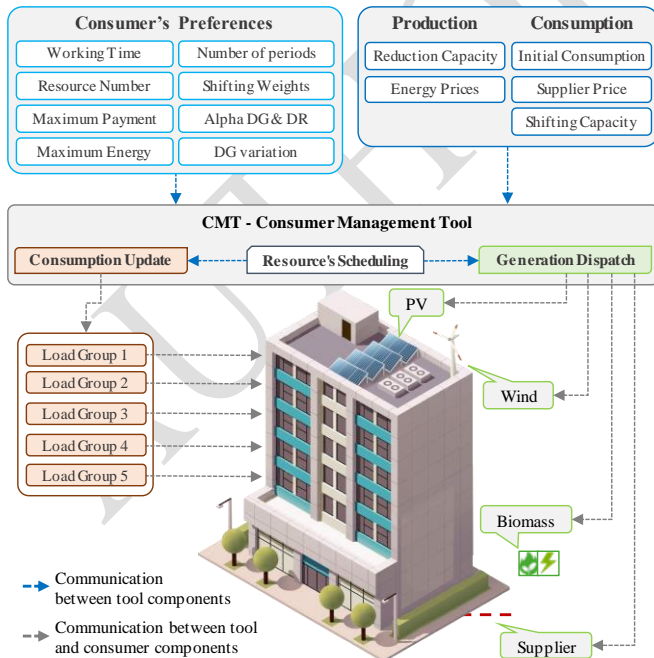 Consumer's Preferences
Working Time
Number of periods
Resource Number
Shifting Weights
Maximum Payment
Alpha DG & DR
Maximum Energy
DG variation
Production
Consumption
Reduction Capacity
Initial Consumption
Energy Prices
Supplier Price
Shifting Capacity
CMT - Consumer Management Tool
Consumption Update
Resource's Scheduling
Generation Dispatch
PV
Load Group 1
Load Group 2
Load Group 3
Load Group 4
Load Group 5
Wind
Biomass
Supplier
Communication
between tool components
Communication between tool
and consumer components